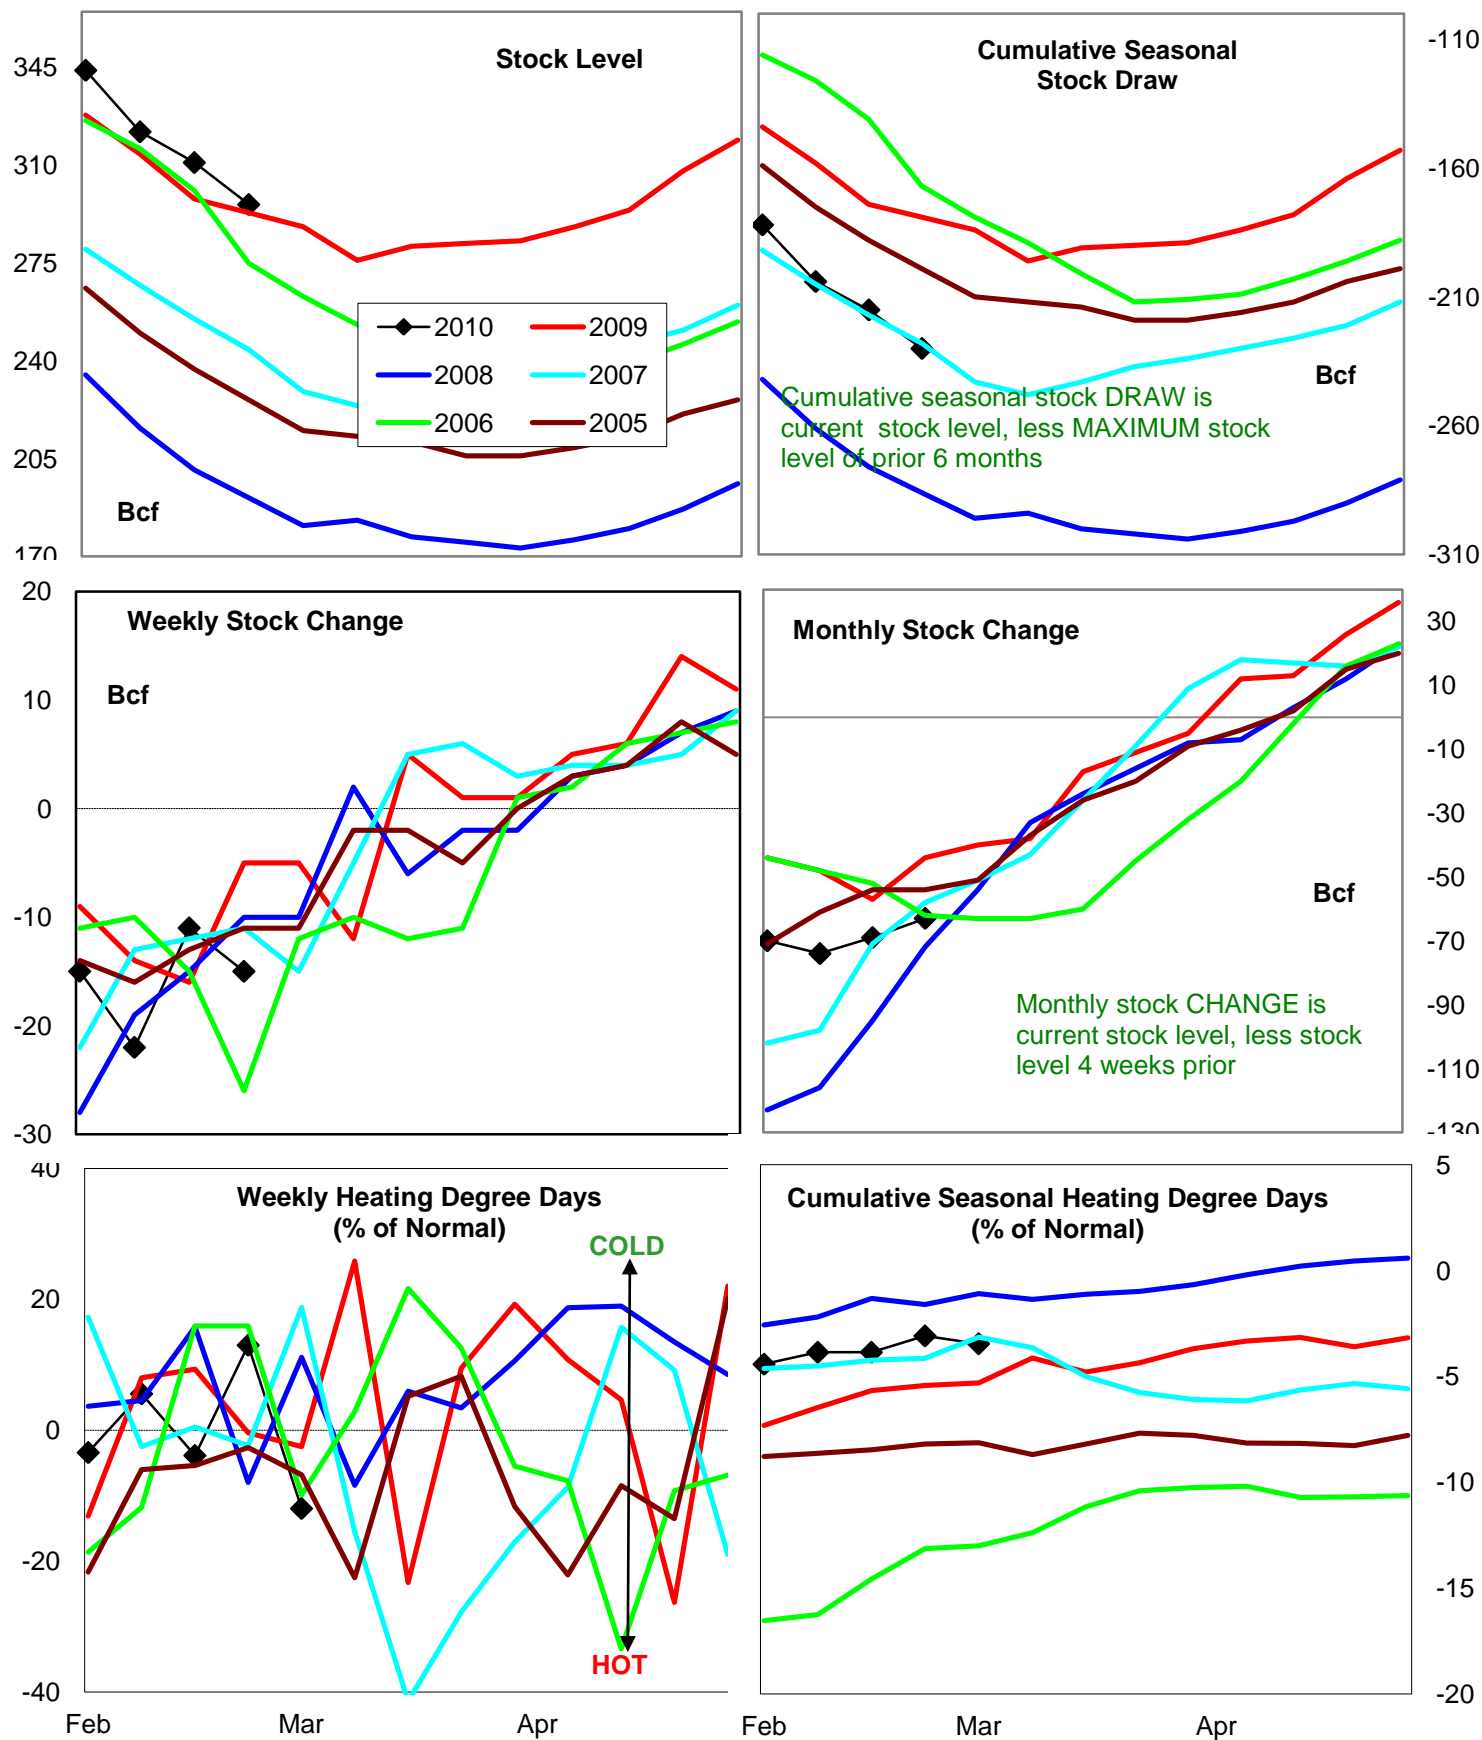 Stock Level
345
310
275
240
205
170
Bcf
2010
2009
2008
2007
2006
2005
Cumulative Seasonal
Stock Draw
-110
-160
-210
-260
-310
Bcf
Cumulative seasonal stock DRAW is
current stock level, less MAXIMUM stock
level of prior 6 months
Weekly Stock Change
Bcf
20
10
0
-10
-20
-30
Monthly Stock Change
30
10
-10
-30
-50
-70
-90
-110
-130
Bcf
Monthly stock CHANGE is
current stock level, less stock
level 4 weeks prior
Weekly Heating Degree Days
(% of Normal)
COLD
HOT
40
20
0
-20
-40
Feb
Mar
Apr
Cumulative Seasonal Heating Degree Days
(% of Normal)
5
0
-5
-10
-15
-20
Feb
Mar
Apr